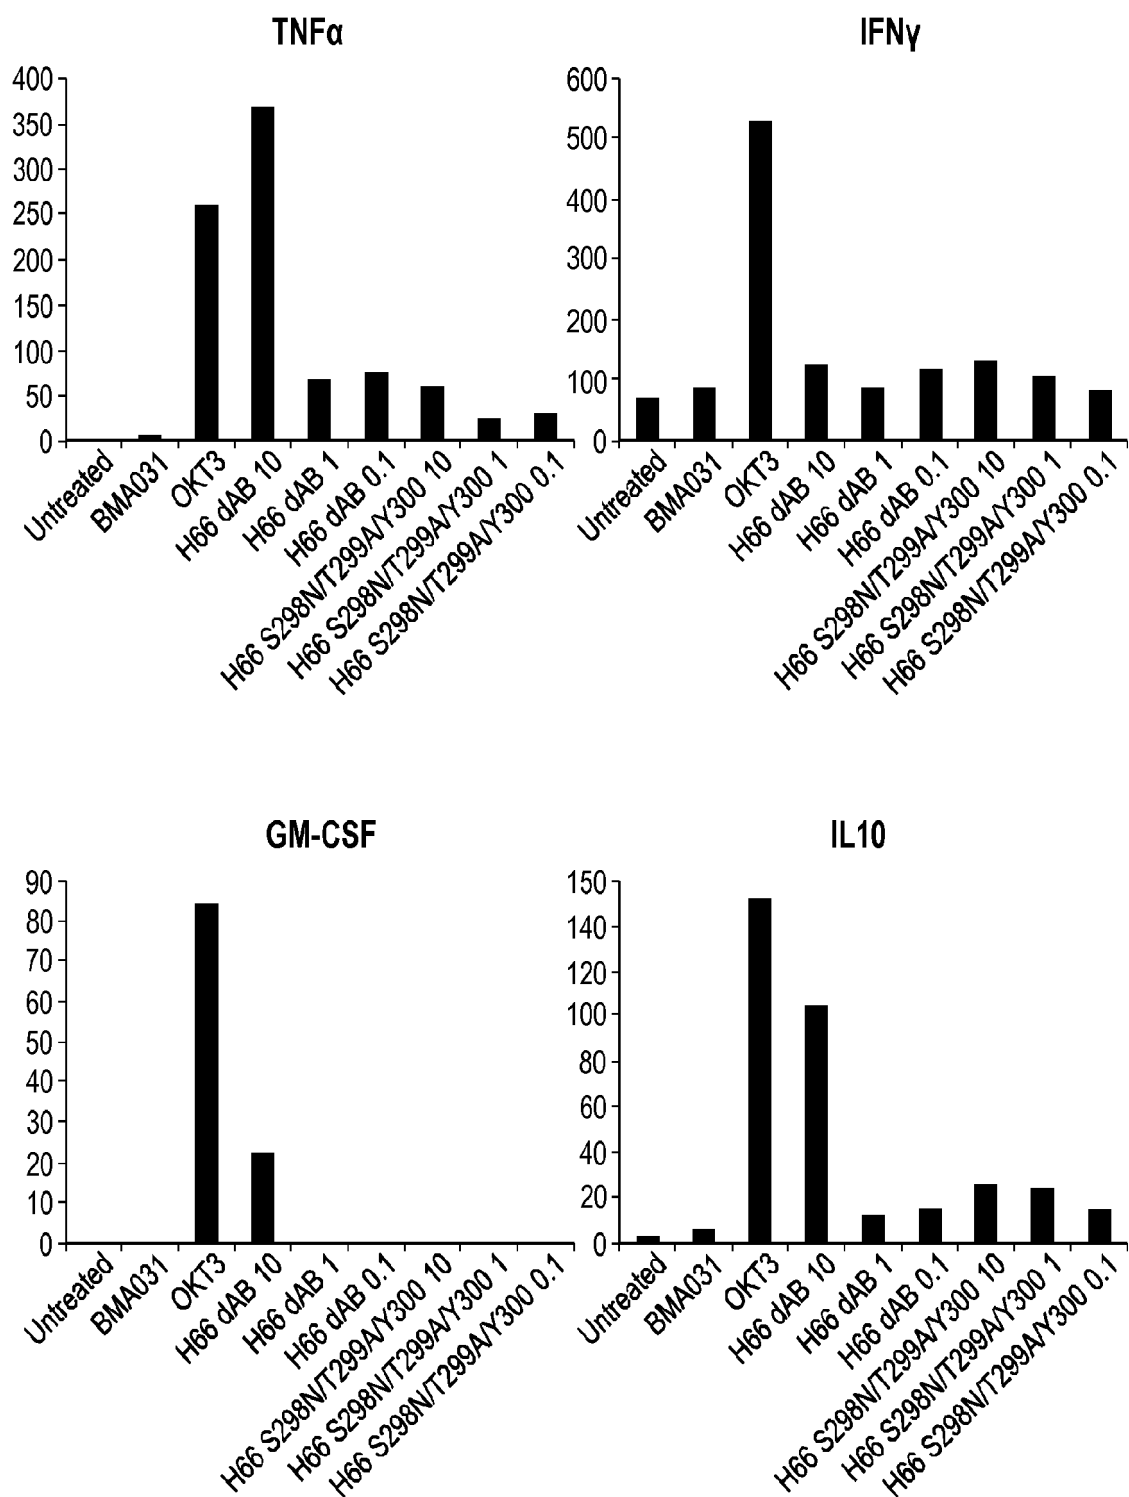 TNFα
400
350
300
250
200
150
100
50
0
Untreated
BMA031
OKT3
H66 dAB 10
H66 dAB 1
H66 dAB 0.1
H66 S298N/T299A/Y300 10
H66 S298N/T299A/Y300 1
H66 S298N/T299A/Y300 0.1
IFNγ
600
500
400
300
200
100
0
Untreated
BMA031
OKT3
H66 dAB 10
H66 dAB 1
H66 dAB 0.1
H66 S298N/T299A/Y300 10
H66 S298N/T299A/Y300 1
H66 S298N/T299A/Y300 0.1
GM-CSF
90
80
70
60
50
40
30
20
10
0
Untreated
BMA031
OKT3
H66 dAB 10
H66 dAB 1
H66 dAB 0.1
H66 S298N/T299A/Y300 10
H66 S298N/T299A/Y300 1
H66 S298N/T299A/Y300 0.1
IL10
150
140
120
100
80
60
40
20
0
Untreated
BMA031
OKT3
H66 dAB 10
H66 dAB 1
H66 dAB 0.1
H66 S298N/T299A/Y300 10
H66 S298N/T299A/Y300 1
H66 S298N/T299A/Y300 0.1